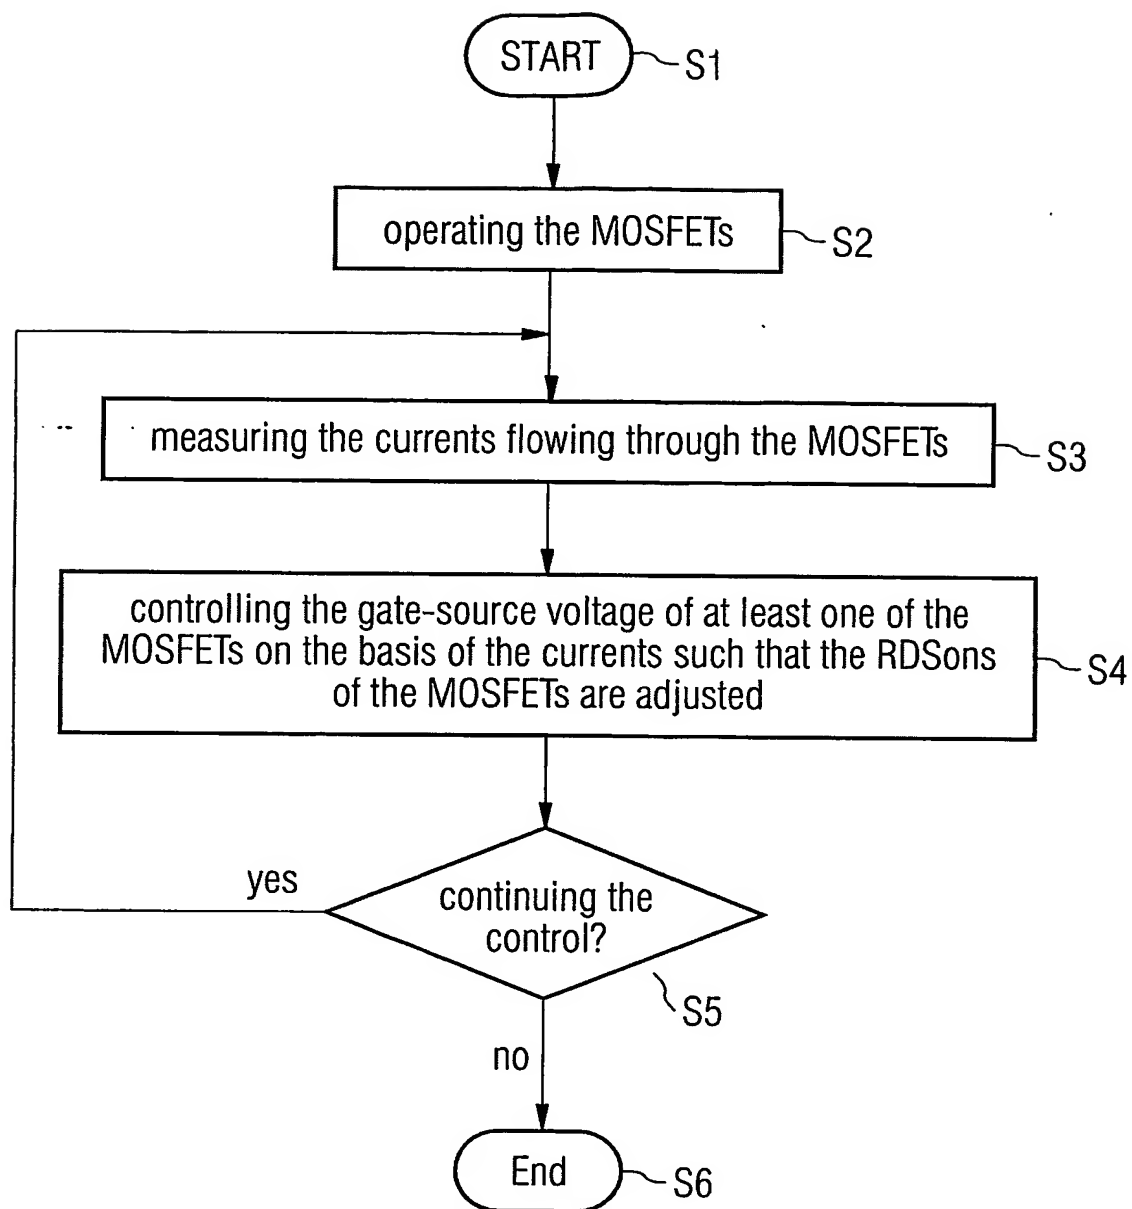 START
S1
operating the MOSFETs
S2
measuring the currents flowing through the MOSFETs
S3
controlling the gate-source voltage of at least one of the
MOSFETs on the basis of the currents such that the RDSons
of the MOSFETs are adjusted
S4
yes
continuing the
control?
S5
no
End
S6